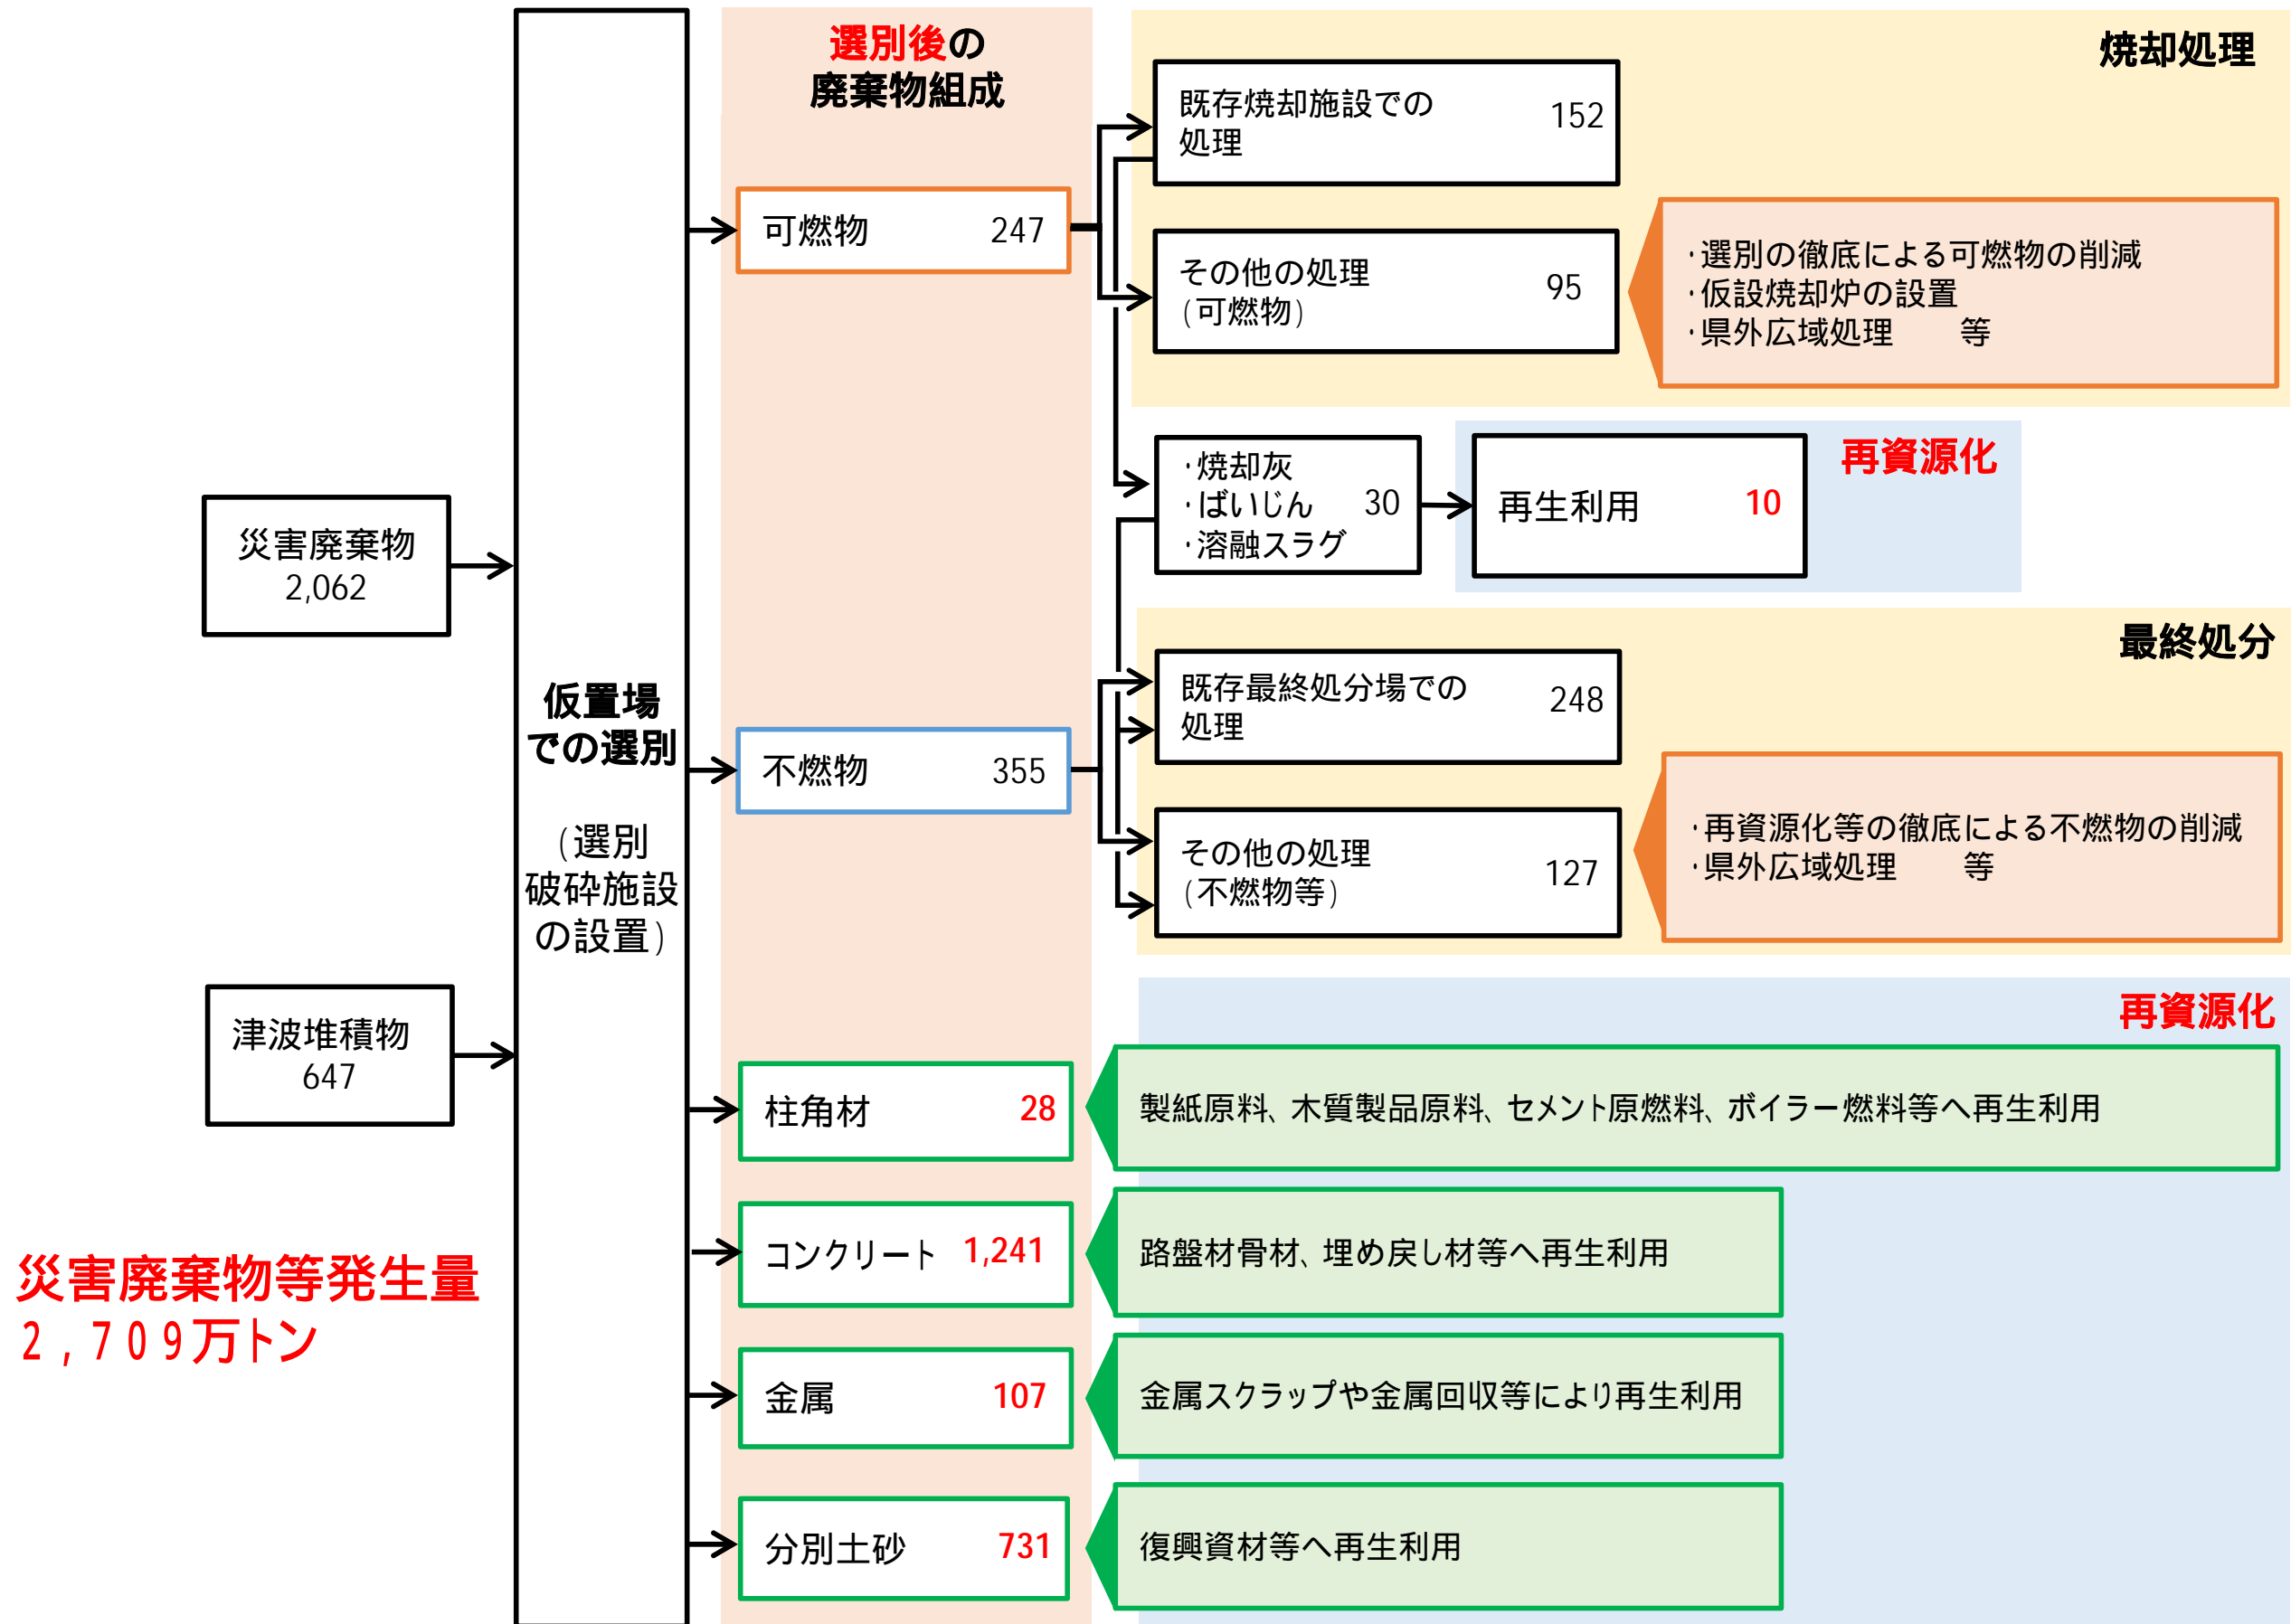 災害廃棄物
2,062
津波堆積物
647
災害廃棄物等発生量
2,709万トン
仮置場
での選別
(選別
破砕施設
の設置)
選別後の
廃棄物組成
可燃物 247
不燃物 355
柱角材 28
コンクリート 1,241
金属 107
分別土砂 731
焼却処理
既存焼却施設での
処理 152
その他の処理
(可燃物) 95
・選別の徹底による可燃物の削減
・仮設焼却炉の設置
・県外広域処理 等
・焼却灰
・ばいじん 30
・溶融スラグ
再資源化
再生利用 10
最終処分
既存最終処分場での
処理 248
その他の処理
(不燃物等) 127
・再資源化等の徹底による不燃物の削減
・県外広域処理 等
再資源化
製紙原料、木質製品原料、セメント原燃料、ボイラー燃料等へ再生利用
路盤材骨材、埋め戻し材等へ再生利用
金属スクラップや金属回収等により再生利用
復興資材等へ再生利用